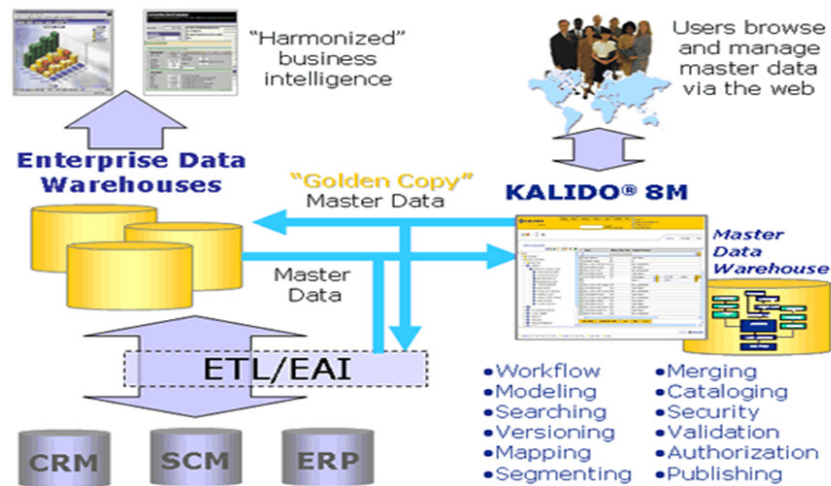 "Harmonized"
business
intelligence
Users browse
and manage
master data
via the web
Enterprise Data
Warehouses
"Golden Copy"
Master Data
KALIDO® 8M
Master
Data
Warehouse
Master
Data
ETL/EAI
CRM
SCM
ERP
•Workflow
•Modeling
•Searching
•Versioning
•Mapping
•Segmenting
•Merging
•Cataloging
•Security
•Validation
•Authorization
•Publishing